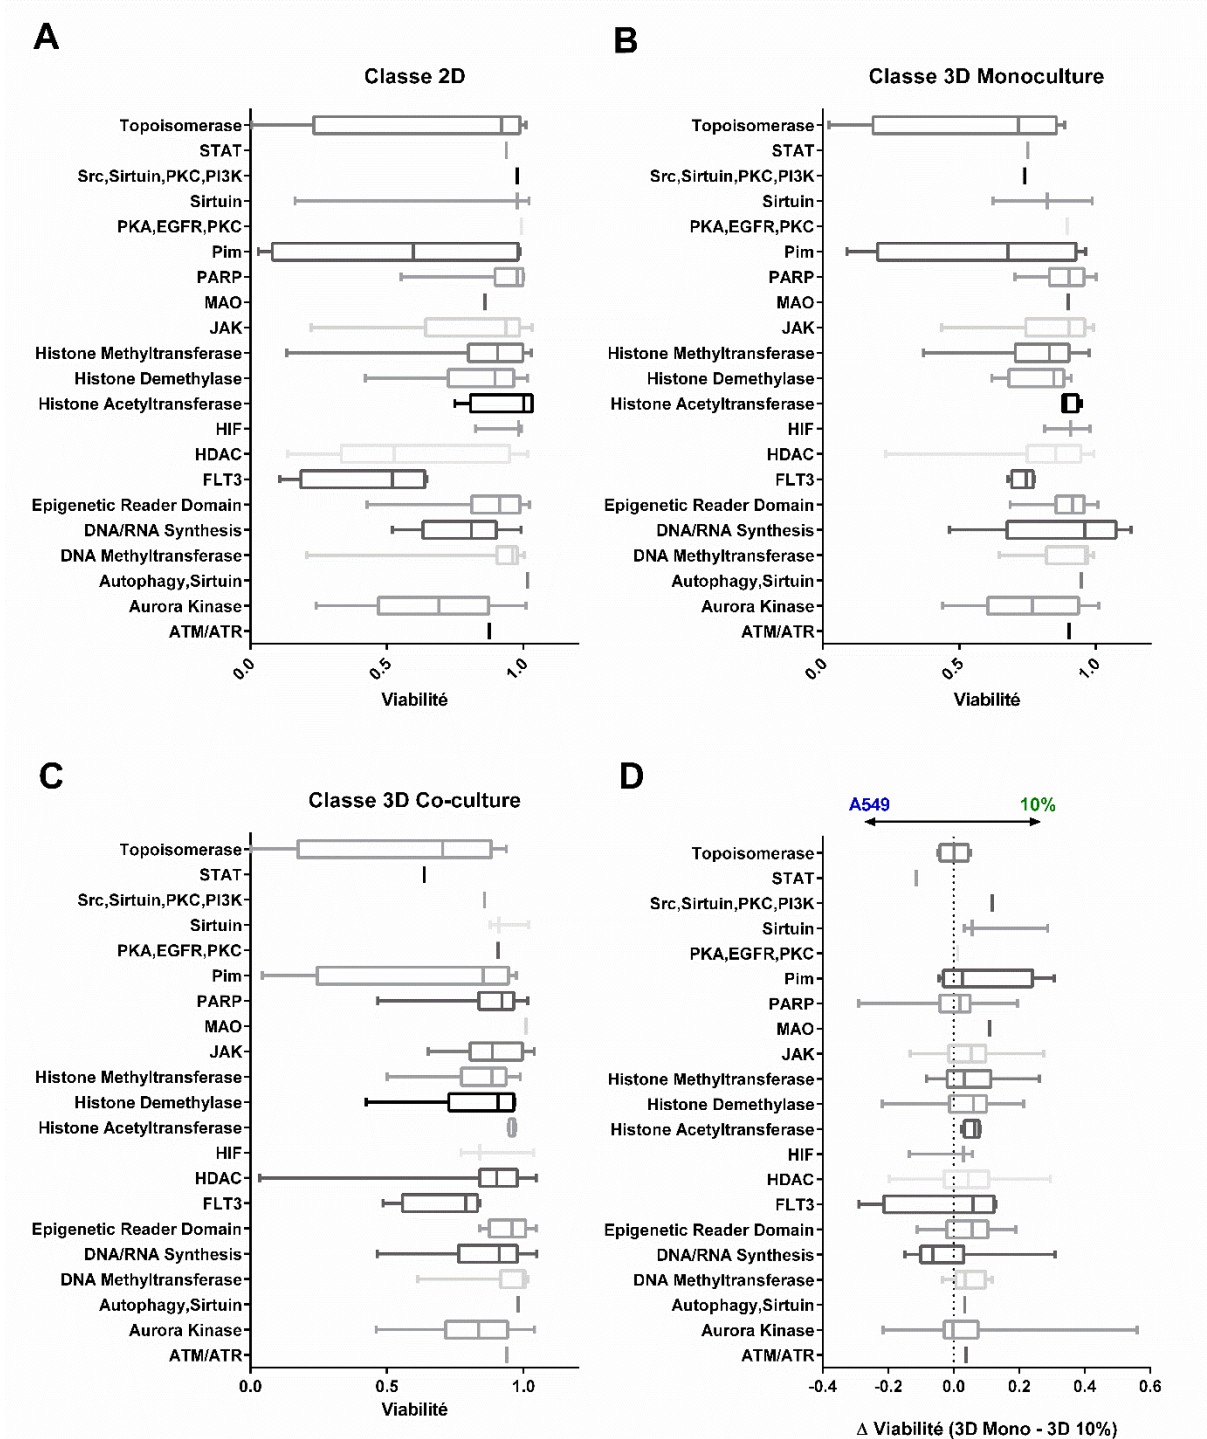 A
Classe 2D
Topoisomerase
STAT
Src,Sirtuin,PKC,PI3K
Sirtuin
PKA,EGFR,PKC
Pim
PARP
MAO
JAK
Histone Methyltransferase
Histone Demethylase
Histone Acetyltransferase
HIF
HDAC
FLT3
Epigenetic Reader Domain
DNA/RNA Synthesis
DNA Methyltransferase
Autophagy,Sirtuin
Aurora Kinase
ATM/ATR
0.0 0.5 1.0
Viabilité
B
Classe 3D Monoculture
Topoisomerase
STAT
Src,Sirtuin,PKC,PI3K
Sirtuin
PKA,EGFR,PKC
Pim
PARP
MAO
JAK
Histone Methyltransferase
Histone Demethylase
Histone Acetyltransferase
HIF
HDAC
FLT3
Epigenetic Reader Domain
DNA/RNA Synthesis
DNA Methyltransferase
Autophagy,Sirtuin
Aurora Kinase
ATM/ATR
0.0 0.5 1.0
Viabilité
C
Classe 3D Co-culture
Topoisomerase
STAT
Src,Sirtuin,PKC,PI3K
Sirtuin
PKA,EGFR,PKC
Pim
PARP
MAO
JAK
Histone Methyltransferase
Histone Demethylase
Histone Acetyltransferase
HIF
HDAC
FLT3
Epigenetic Reader Domain
DNA/RNA Synthesis
DNA Methyltransferase
Autophagy,Sirtuin
Aurora Kinase
ATM/ATR
0.0 0.5 1.0
Viabilité
D
A549 10%
Topoisomerase
STAT
Src,Sirtuin,PKC,PI3K
Sirtuin
PKA,EGFR,PKC
Pim
PARP
MAO
JAK
Histone Methyltransferase
Histone Demethylase
Histone Acetyltransferase
HIF
HDAC
FLT3
Epigenetic Reader Domain
DNA/RNA Synthesis
DNA Methyltransferase
Autophagy,Sirtuin
Aurora Kinase
ATM/ATR
-0.4 -0.2 0.0 0.2 0.4 0.6
Δ Viabilité (3D Mono - 3D 10%)